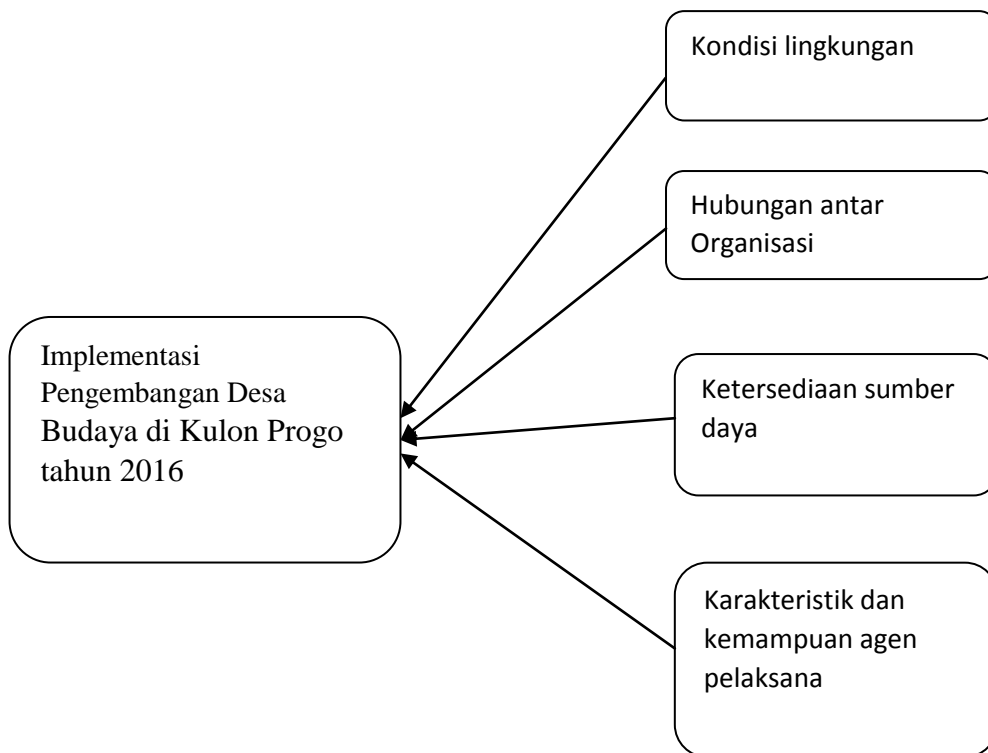 Kondisi lingkungan
Hubungan antar
Organisasi
Implementasi
Pengembangan Desa
Budaya di Kulon Progo
tahun 2016
Ketersediaan sumber
daya
Karakteristik dan
kemampuan agen
pelaksana